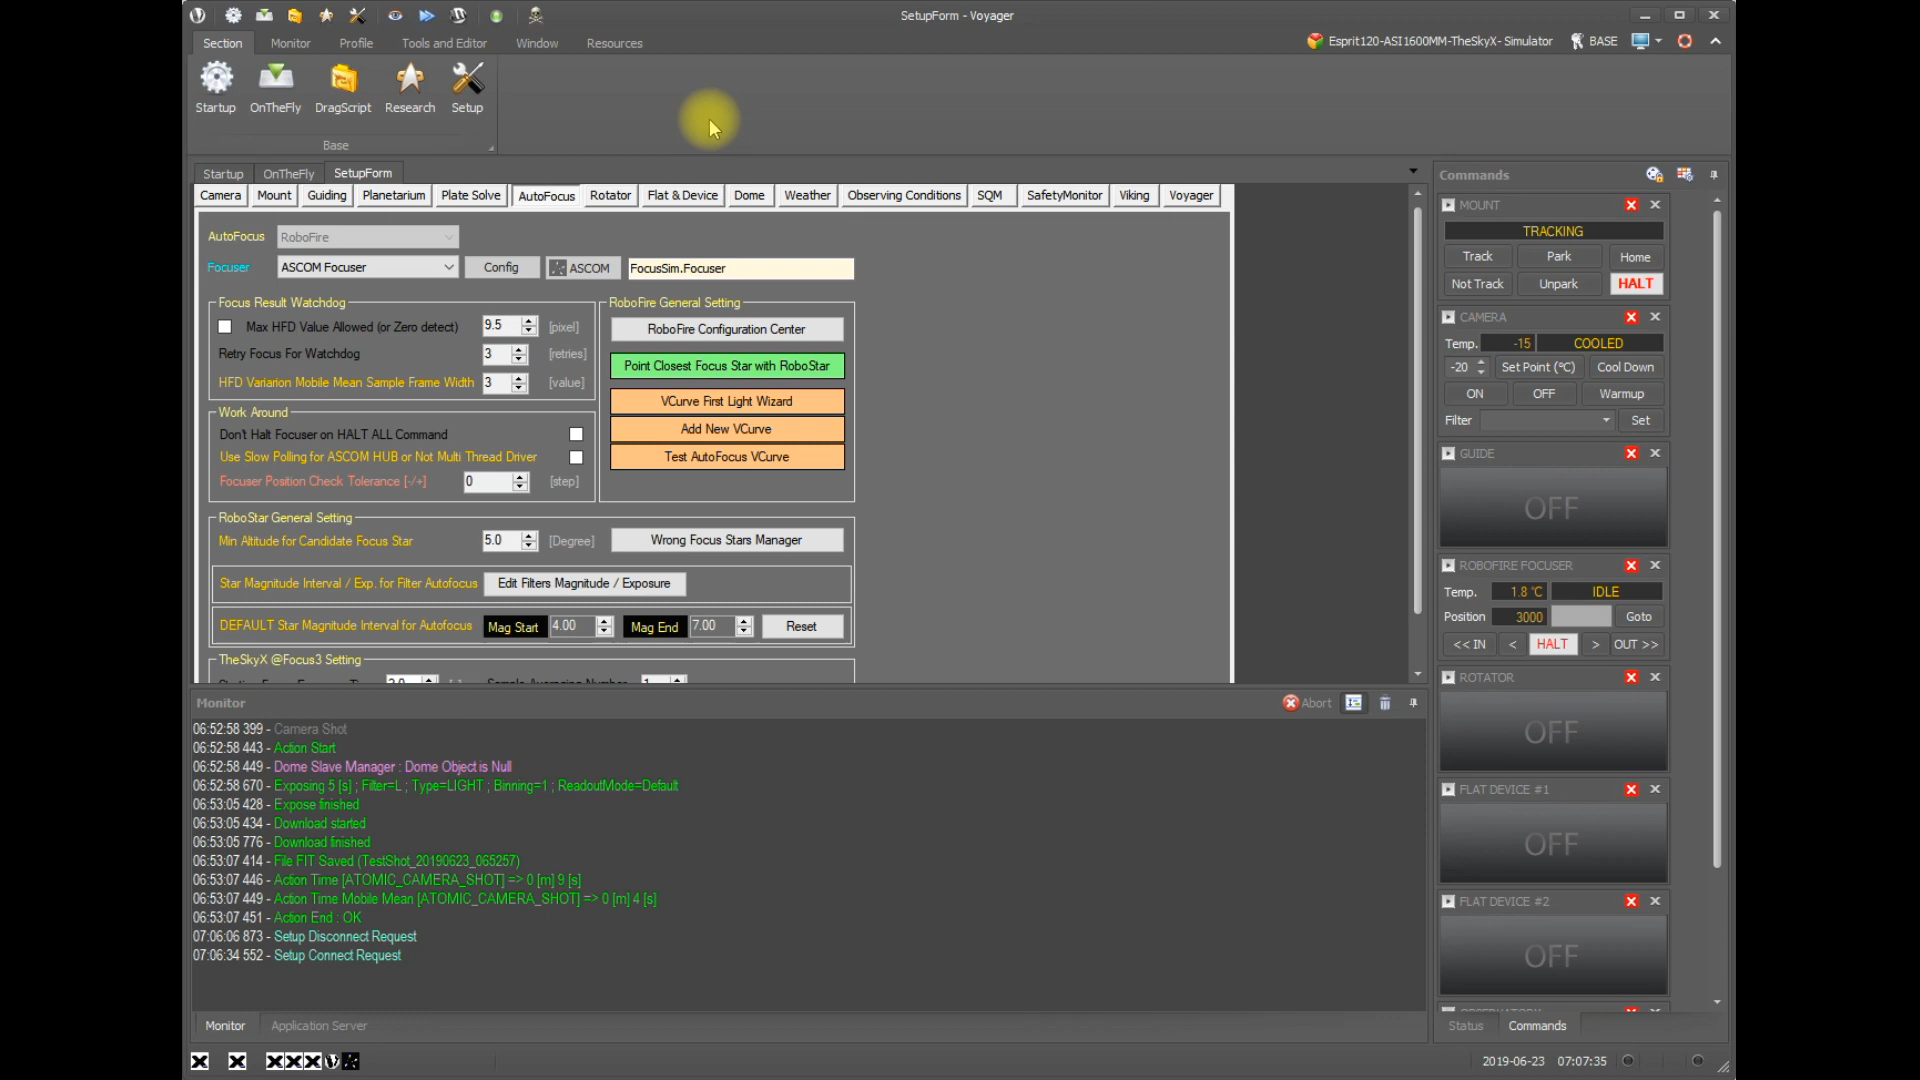 SetupForm - Voyager
Section Monitor Profile Tools and Editor Window Resources
Esprit120-ASI1600MM-TheSkyX- Simulator BASE
Startup OnTheFly DragScript Research Setup
Base
Startup OnTheFly SetupForm
Camera Mount Guiding Planetarium Plate Solve AutoFocus Rotator Flat & Device Dome Weather Observing Conditions SQM SafetyMonitor Viking Voyager
AutoFocus RoboFire
Focuser ASCOM Focuser Config ASCOM FocusSim.Focuser
Focus Result Watchdog
Max HFD Value Allowed (or Zero detect) 9.5 [pixel]
Retry Focus For Watchdog 3 [retries]
HFD Variarion Mobile Mean Sample Frame Width 3 [value]
Work Around
Don't Halt Focuser on HALT ALL Command
Use Slow Polling for ASCOM HUB or Not Multi Thread Driver
Focuser Position Check Tolerance [-/+] 0 [step]
RoboFire General Setting
RoboFire Configuration Center
Point Closest Focus Star with RoboStar
VCurve First Light Wizard
Add New VCurve
Test AutoFocus VCurve
RoboStar General Setting
Min Altitude for Candidate Focus Star 5.0 [Degree] Wrong Focus Stars Manager
Star Magnitude Interval / Exp. for Filter Autofocus Edit Filters Magnitude / Exposure
DEFAULT Star Magnitude Interval for Autofocus Mag Start 4.00 Mag End 7.00 Reset
TheSkyX @Focus3 Setting
Monitor
Abort
06:52:58 399 - Camera Shot
06:52:58 443 - Action Start
06:52:58 449 - Dome Slave Manager : Dome Object is Null
06:52:58 670 - Exposing 5 [s] ; Filter=L ; Type=LIGHT ; Binning=1 ; ReadoutMode=Default
06:53:05 428 - Expose finished
06:53:05 434 - Download started
06:53:05 776 - Download finished
06:53:07 414 - File FIT Saved (TestShot_20190623_065257)
06:53:07 446 - Action Time [ATOMIC_CAMERA_SHOT] => 0 [m] 9 [s]
06:53:07 449 - Action Time Mobile Mean [ATOMIC_CAMERA_SHOT] => 0 [m] 4 [s]
06:53:07 451 - Action End : OK
07:06:06 873 - Setup Disconnect Request
07:06:34 552 - Setup Connect Request
Monitor Application Server
Commands
MOUNT
TRACKING
Track Park Home
Not Track Unpark HALT
CAMERA
Temp. -15 COOLED
-20 Set Point (°C) Cool Down
ON OFF Warmup
Filter Set
GUIDE
OFF
ROBOFIRE FOCUSER
Temp. 1.8 °C IDLE
Position 3000 Goto
<< IN < HALT > OUT >>
ROTATOR
OFF
FLAT DEVICE #1
OFF
FLAT DEVICE #2
OFF
Status Commands
2019-06-23 07:07:35